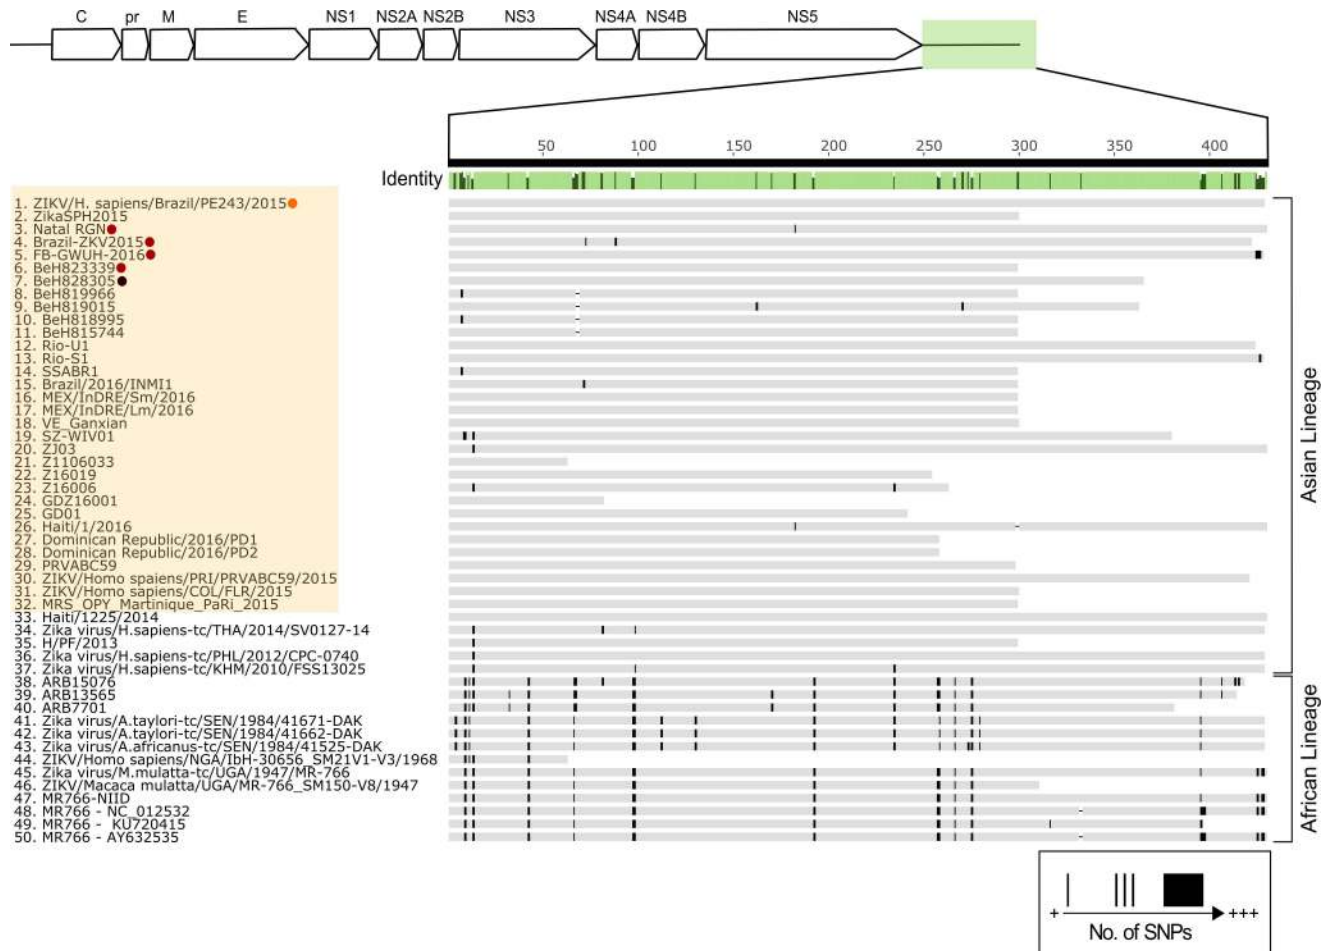 C pr M E NS1 NS2A NS2B NS3 NS4A NS4B NS5
50 100 150 200 250 300 350 400
Identity
1. ZIKV/H. sapiens/Brazil/PE243/2015
2. ZikaSPH2015
3. Natal RGN
4. Brazil-ZKV2015
5. FB-GWUH-2016
6. BeH823339
7. BeH828305
8. BeH819966
9. BeH819015
10. BeH818995
11. BeH815744
12. Rio-U1
13. Rio-S1
14. SSABR1
15. Brazil/2016/INMI1
16. MEX/InDRE/Sm/2016
17. MEX/InDRE/Lm/2016
18. VE_Ganxian
19. SZ-WIV01
20. ZJ03
21. Z1106033
22. Z16019
23. Z16006
24. GDZ16001
25. GD01
26. Haiti/1/2016
27. Dominican Republic/2016/PD1
28. Dominican Republic/2016/PD2
29. PRVABC59
30. ZIKV/Homo spaiens/PRI/PRVABC59/2015
31. ZIKV/Homo sapiens/COL/FLR/2015
32. MRS_OPY_Martinique_PaRi_2015
33. Haiti/1225/2014
34. Zika virus/H.sapiens-tc/THA/2014/SV0127-14
35. H/PF/2013
36. Zika virus/H.sapiens-tc/PHL/2012/CPC-0740
37. Zika virus/H.sapiens-tc/KHM/2010/FSS13025
38. ARB15076
39. ARB13565
40. ARB7701
41. Zika virus/A.taylori-tc/SEN/1984/41671-DAK
42. Zika virus/A.taylori-tc/SEN/1984/41662-DAK
43. Zika virus/A.africanus-tc/SEN/1984/41525-DAK
44. ZIKV/Homo sapiens/NGA/IbH-30656_SM21V1-V3/1968
45. Zika virus/M.mulatta-tc/UGA/1947/MR-766
46. ZIKV/Macaca mulatta/UGA/MR-766_SM150-V8/1947
47. MR766-NIID
48. MR766 - NC_012532
49. MR766 - KU720415
50. MR766 - AY632535
Asian Lineage
African Lineage
+ +++
No. of SNPs